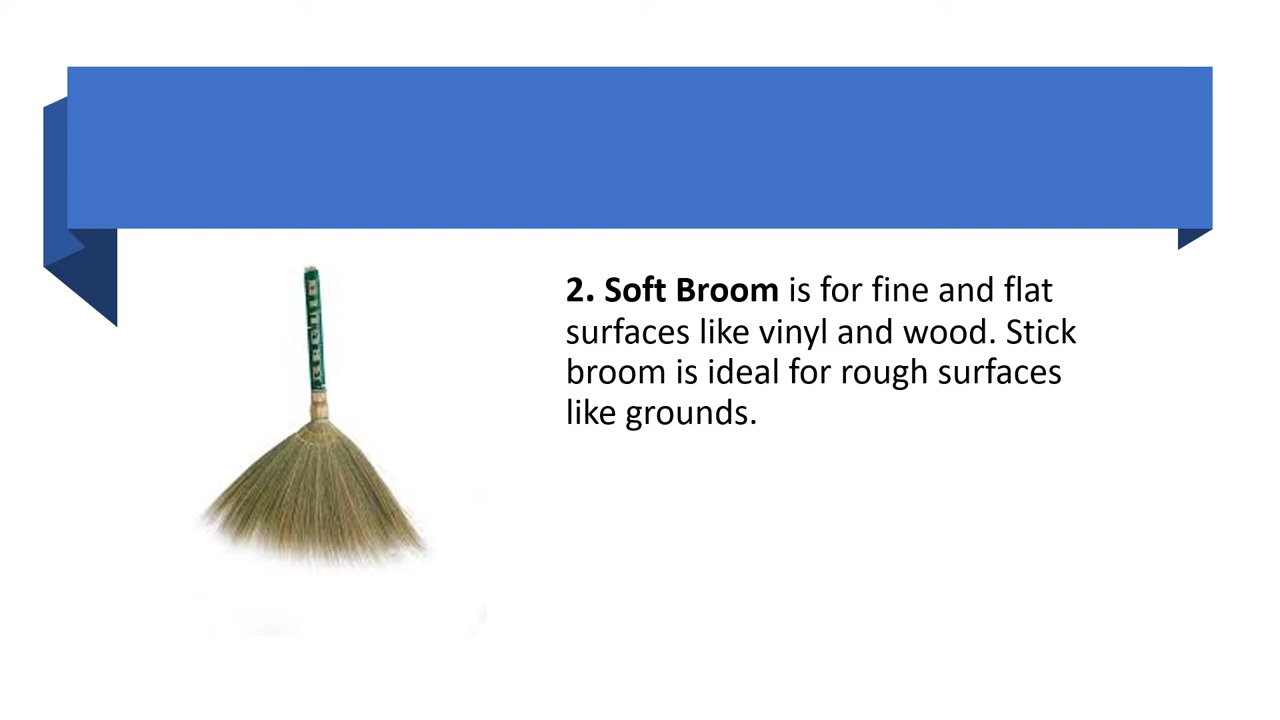 2. Soft Broom is for fine and flat
surfaces like vinyl and wood. Stick
broom is ideal for rough surfaces
like grounds.